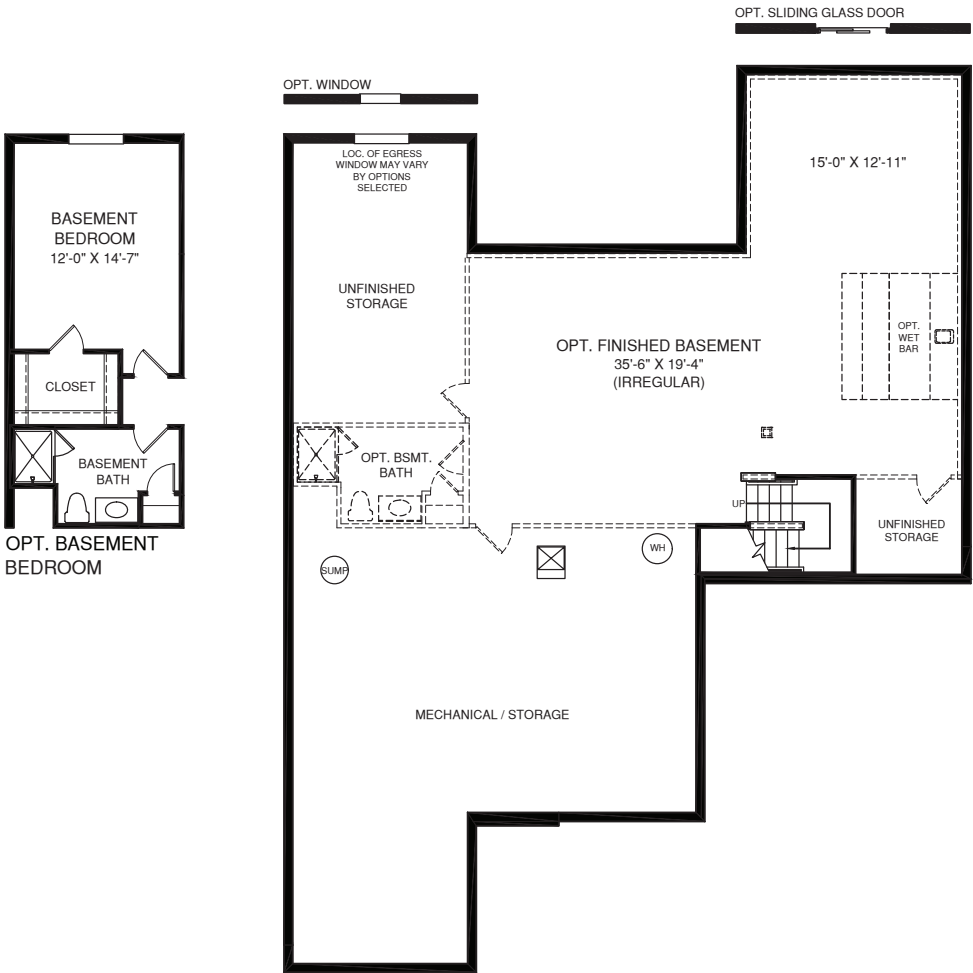 OPT. SLIDING GLASS DOOR
OPT. WINDOW
LOC. OF EGRESS
WINDOW MAY VARY
BY OPTIONS
SELECTED
15'-0" X 12'-11"
BASEMENT
BEDROOM
12'-0" X 14'-7"
UNFINISHED
STORAGE
OPT.
WET
BAR
OPT. FINISHED BASEMENT
35'-6" X 19'-4"
(IRREGULAR)
CLOSET
BASEMENT
BATH
OPT. BSMT.
BATH
UP
UNFINISHED
STORAGE
OPT. BASEMENT
BEDROOM
SUMP
WH
MECHANICAL / STORAGE